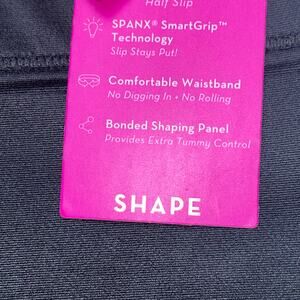 Half Slip
SPANX® SmartGrip™
Technology
Slip Stays Put!
Comfortable Waistband
No Digging In • No Rolling
Bonded Shaping Panel
Provides Extra Tummy Control
SHAPE